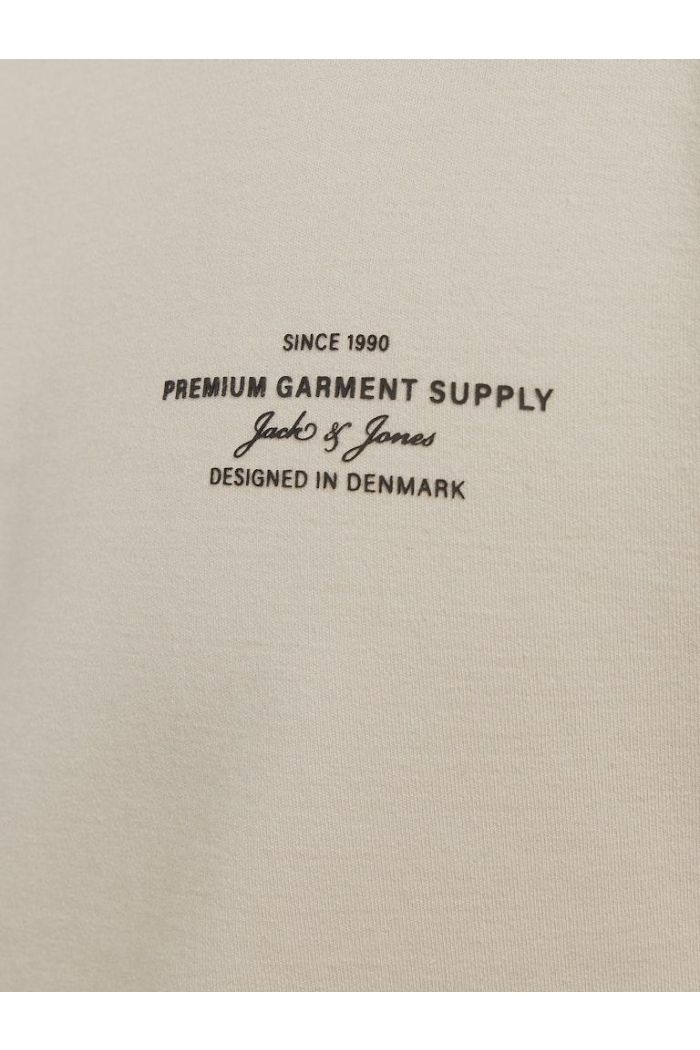 SINCE 1990
PREMIUM GARMENT SUPPLY
Jack & Jones
DESIGNED IN DENMARK